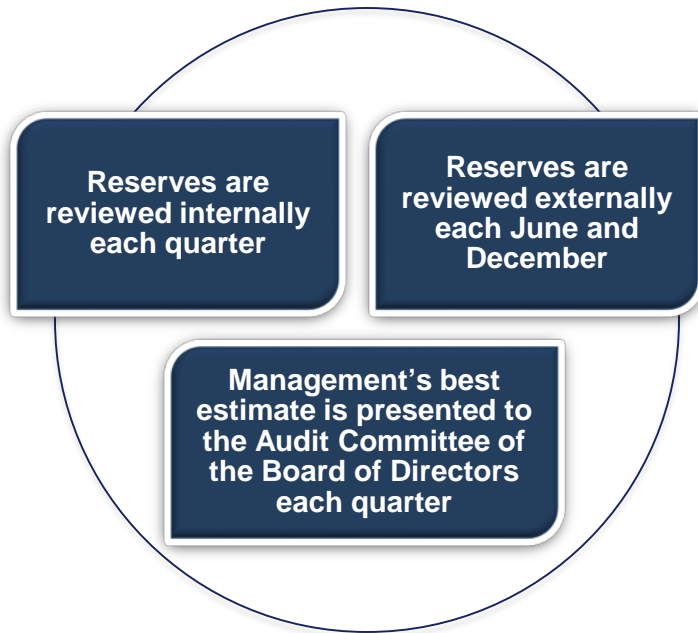 Reserves are
reviewed internally
each quarter
Reserves are
reviewed externally
each June and
December
Management’s best
estimate is presented to
the Audit Committee of
the Board of Directors
each quarter